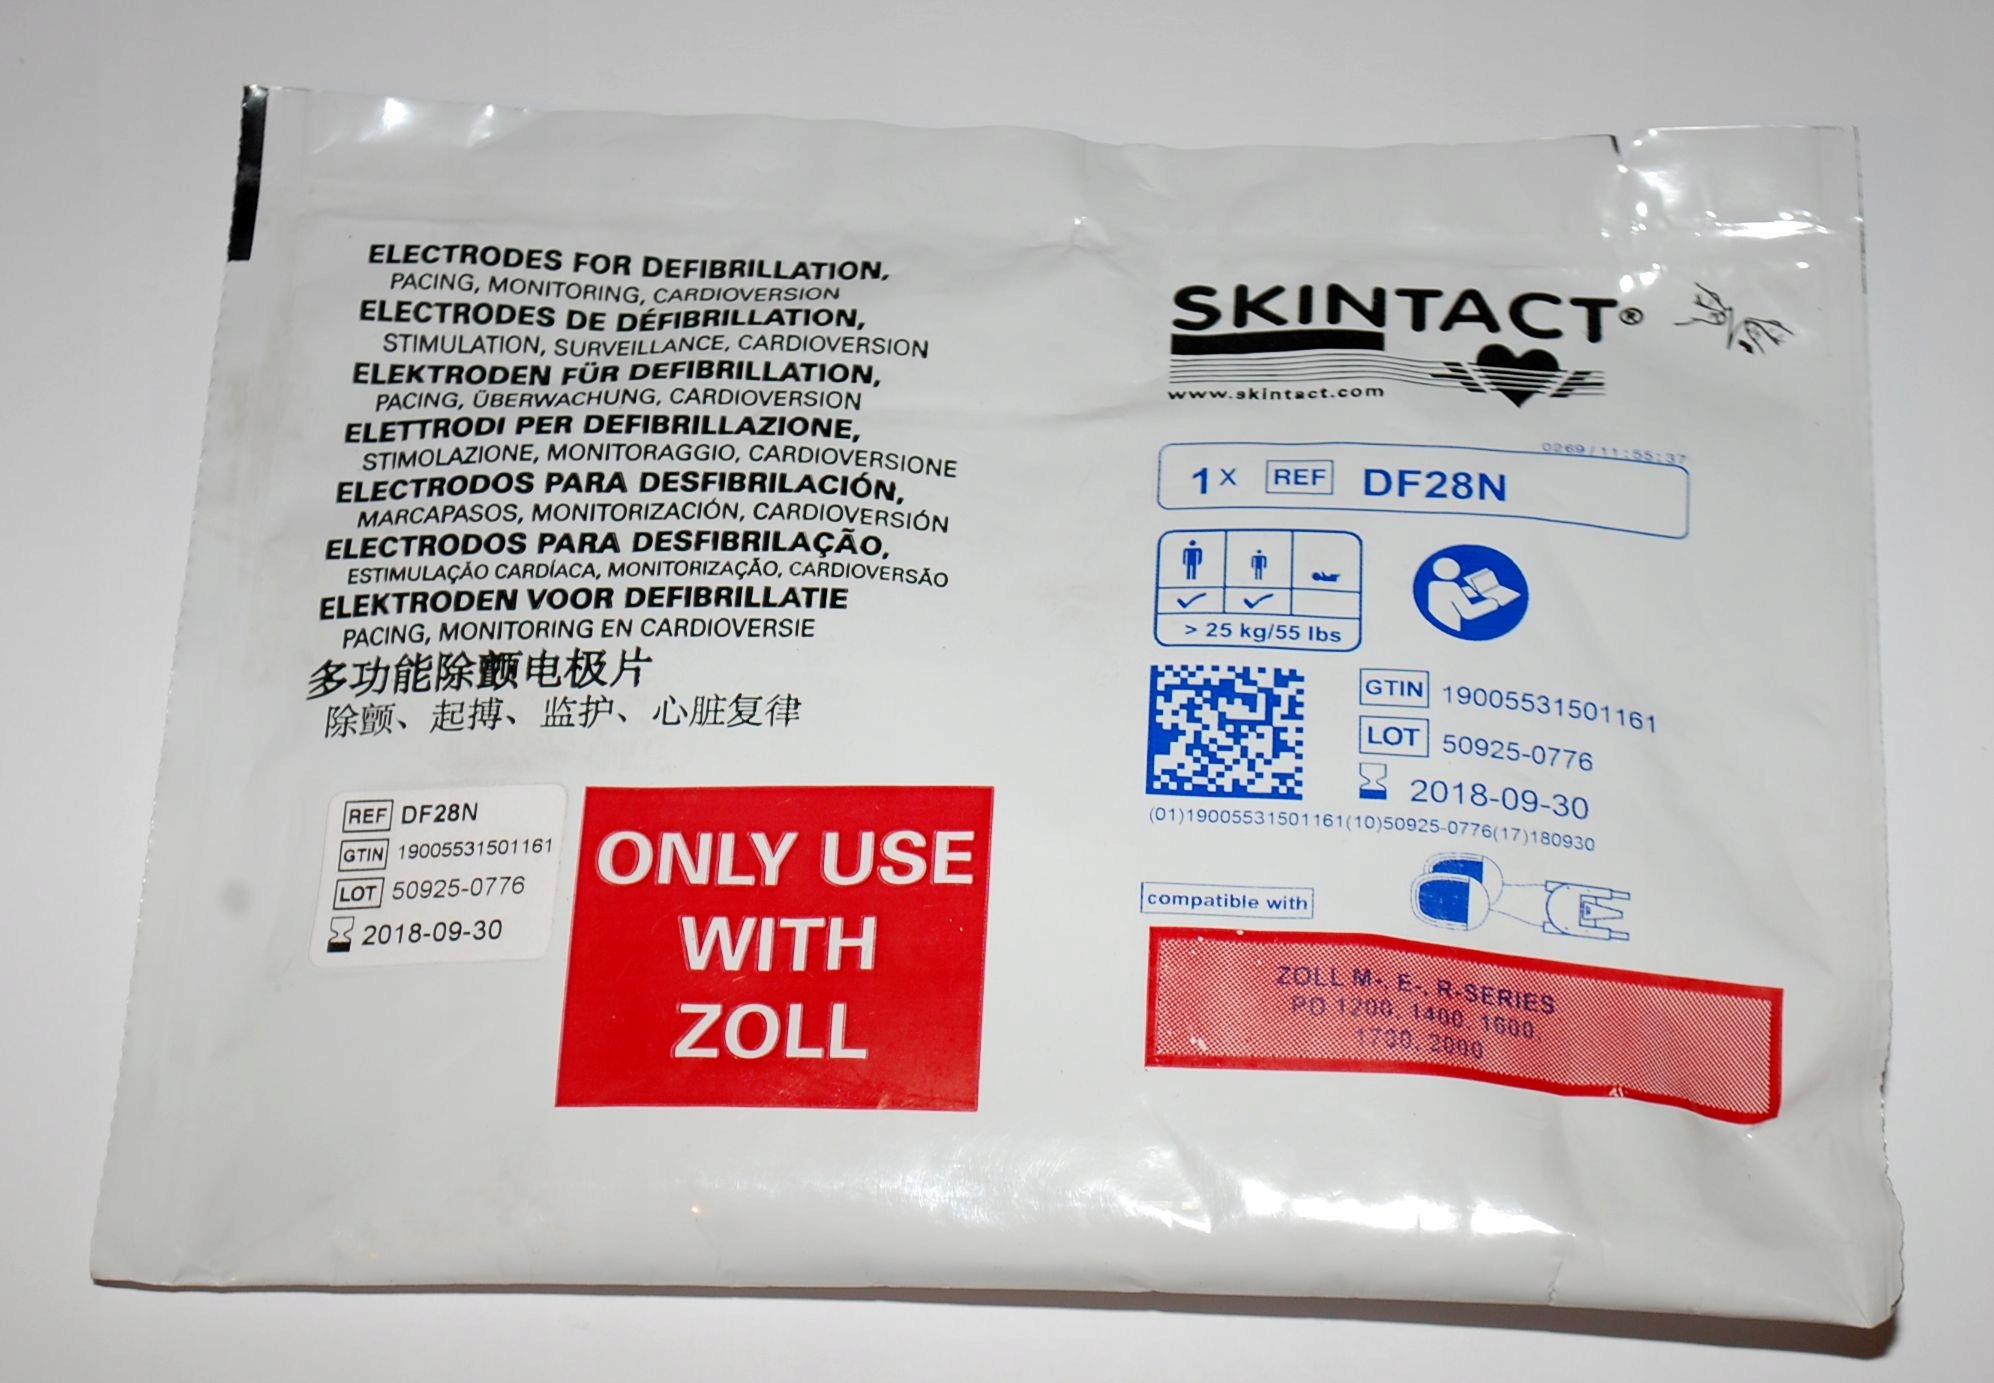 ELECTRODES FOR DEFIBRILLATION,
PACING, MONITORING, CARDIOVERSION
ELECTRODES DE DÉFIBRILLATION,
STIMULATION, SURVEILLANCE, CARDIOVERSION
ELEKTRODEN FÜR DEFIBRILLATION,
PACING, ÜBERWACHUNG, CARDIOVERSION
ELETTRODI PER DEFIBRILLAZIONE,
STIMOLAZIONE, MONITORAGGIO, CARDIOVERSIONE
ELECTRODOS PARA DESFIBRILACIÓN,
MARCAPASOS, MONITORIZACIÓN, CARDIOVERSIÓN
ELECTRODOS PARA DESFIBRILAÇÃO,
ESTIMULAÇÃO CARDÍACA, MONITORIZAÇÃO, CARDIOVERSÃO
ELEKTRODEN VOOR DEFIBRILLATIE
PACING, MONITORING EN CARDIOVERSIE
多功能除颤电极片
除颤、起搏、监护、心脏复律
REF DF28N
GTIN 19005531501161
LOT 50925-0776
2018-09-30
ONLY USE
WITH
ZOLL
SKINTACT®
www.skintact.com
0269/11:55:37
1 X REF DF28N
> 25 kg/55 lbs
GTIN 19005531501161
LOT 50925-0776
2018-09-30
(01)19005531501161(10)50925-0776(17)180930
compatible with
ZOLL M-, E-, R-SERIES
PD 1200, 1400, 1600,
1700, 2000